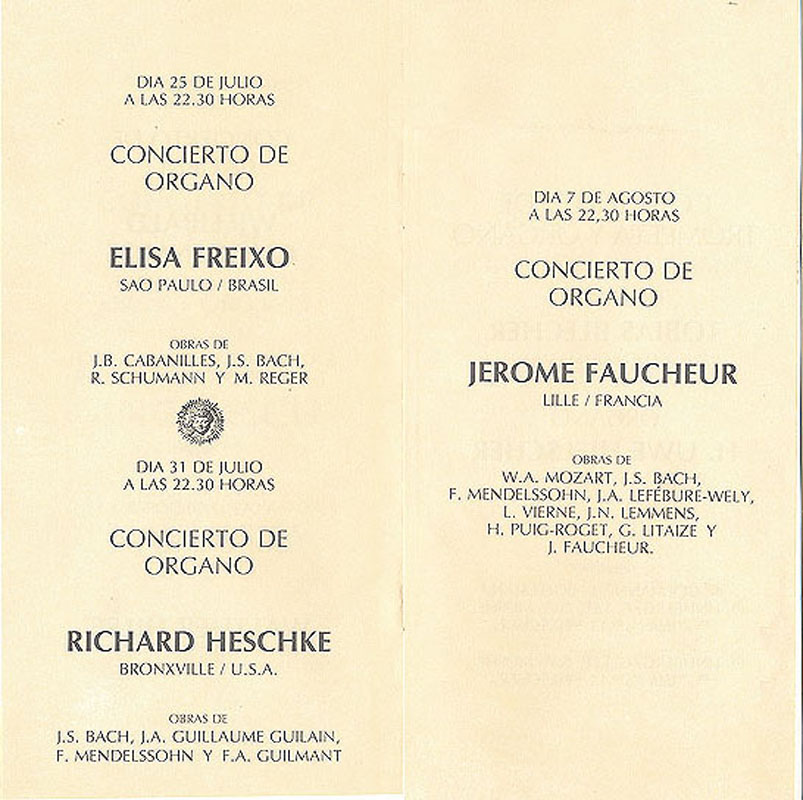 DIA 25 DE JULIO
A LAS 22.30 HORAS
CONCIERTO DE
ORGANO
ELISA FREIXO
SAO PAULO / BRASIL
OBRAS DE
J.B. CABANILLES, J.S. BACH,
R. SCHUMANN Y M. REGER
DIA 31 DE JULIO
A LAS 22.30 HORAS
CONCIERTO DE
ORGANO
RICHARD HESCHKE
BRONXVILLE / U.S.A.
OBRAS DE
J.S. BACH, J.A. GUILLAUME GUILAIN,
F. MENDELSSOHN Y F.A. GUILMANT
DIA 7 DE AGOSTO
A LAS 22,30 HORAS
CONCIERTO DE
ORGANO
JEROME FAUCHEUR
LILLE / FRANCIA
OBRAS DE
W.A. MOZART, J.S. BACH,
F. MENDELSSOHN, J.A. LEFÉBURE-WELY,
L. VIERNE, J.N. LEMMENS,
H. PUIG-ROGET, G. LITAIZE Y
J. FAUCHEUR.